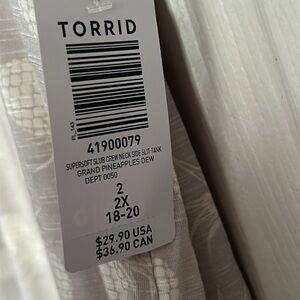 TORRID
FL_143
41900079
SUPERSOFT SLUB CREW NECK SIDE SLIT TANK
GRAND PINEAPPLES DEW
DEPT 0050
2
2X
18-20
$29.90 USA
$36.90 CAN